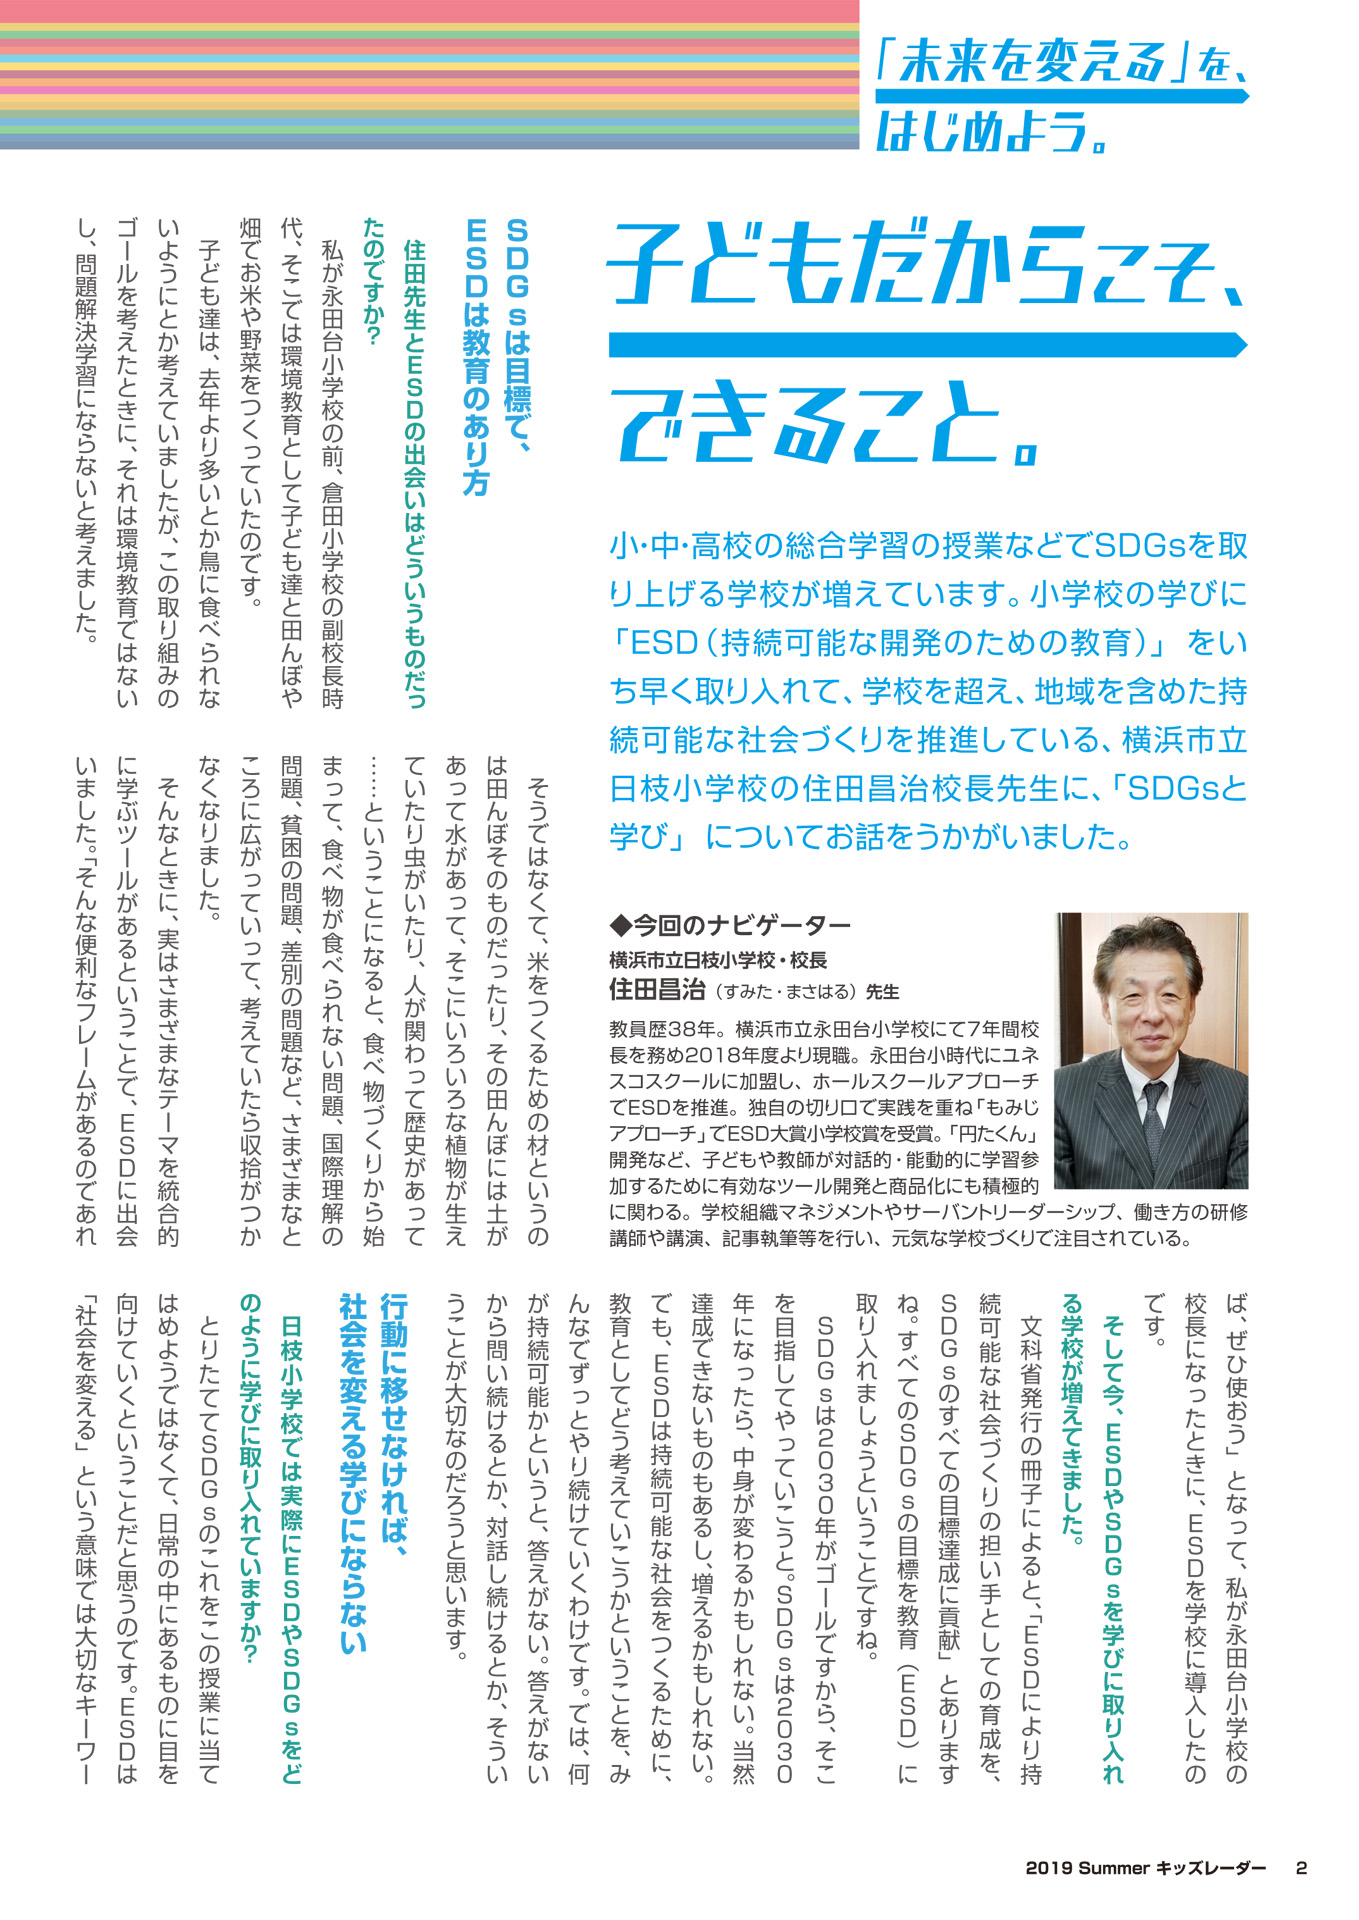 「未来を変える」を、
はじめよう。
子どもだからこそ、
できること。
小・中・高校の総合学習の授業などでSDGsを取
り上げる学校が増えています。小学校の学びに
「ESD（持続可能な開発のための教育）」をい
ち早く取り入れて、学校を超え、地域を含めた持
続可能な社会づくりを推進している、横浜市立
日枝小学校の住田昌治校長先生に、「SDGsと
学び」についてお話をうかがいました。
◆今回のナビゲーター
横浜市立日枝小学校・校長
住田昌治（すみた・まさはる）先生
教員歴38年。横浜市立永田台小学校にて7年間校
長を務め2018年度より現職。永田台小時代にユネ
スコスクールに加盟し、ホールスクールアプローチ
でESDを推進。独自の切り口で実践を重ね「もみじ
アプローチ」でESD大賞小学校賞を受賞。「円たくん」
開発など、子どもや教師が対話的・能動的に学習参
加するために有効なツール開発と商品化にも積極的
に関わる。学校組織マネジメントやサーバントリーダーシップ、働き方の研修
講師や講演、記事執筆等を行い、元気な学校づくりで注目されている。
SDGsは目標で、
ESDは教育のあり方
住田先生とESDの出会いはどういうものだっ
たのですか？
私が永田台小学校の前、倉田小学校の副校長時
代、そこでは環境教育として子ども達と田んぼや
畑でお米や野菜をつくっていたのです。
子ども達は、去年より多いとか鳥に食べられな
いようにとか考えていましたが、この取り組みの
ゴールを考えたときに、それは環境教育ではない
し、問題解決学習にならないと考えました。
そうではなくて、米をつくるための材というの
は田んぼそのものだったり、その田んぼには土が
あって水があって、そこにいろいろな植物が生え
ていたり虫がいたり、人が関わって歴史があって
……ということになると、食べ物づくりから始
まって、食べ物が食べられない問題、国際理解の
問題、貧困の問題、差別の問題など、さまざまなと
ころに広がっていって、考えていたら収拾がつか
なくなりました。
そんなときに、実はさまざまなテーマを統合的
に学ぶツールがあるということで、ESDに出会
いました。「そんな便利なフレームがあるのであれ
ば、ぜひ使おう」となって、私が永田台小学校の
校長になったときに、ESDを学校に導入したの
です。
そして今、ESDやSDGsを学びに取り入れ
る学校が増えてきました。
文科省発行の冊子によると、「ESDにより持
続可能な社会づくりの担い手としての育成を、
SDGsのすべての目標達成に貢献」とあります
ね。すべてのSDGsの目標を教育（ESD）に
取り入れましょうということですね。
SDGsは2030年がゴールですから、そこ
を目指してやっていこうと。SDGsは2030
年になったら、中身が変わるかもしれない。当然
達成できないものもあるし、増えるかもしれない。
でも、ESDは持続可能な社会をつくるために、
教育としてどう考えていこうかということを、み
んなでずっとやり続けていくわけです。では、何
が持続可能かというと、答えがない。答えがない
から問い続けるとか、対話し続けるとか、そうい
うことが大切なのだろうと思います。
行動に移せなければ、
社会を変える学びにならない
日枝小学校では実際にESDやSDGsをど
のように学びに取り入れていますか？
とりたててSDGsのこれをこの授業に当て
はめようではなくて、日常の中にあるものに目を
向けていくということだと思うのです。ESDは
「社会を変える」という意味では大切なキーワー
2019 Summer キッズレーダー 2